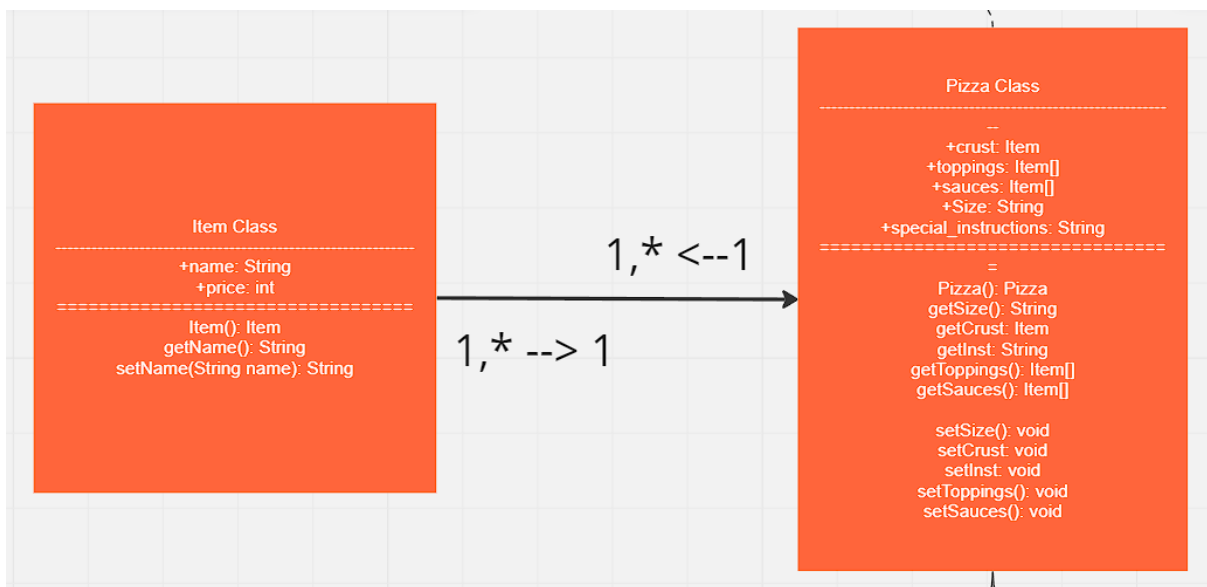 Item Class
--------------------------------------------------------------------
+name: String
+price: int
==================================
Item(): Item
getName(): String
setName(String name): String
1,* <--1
1,* --> 1
Pizza Class
------------------------------------------------------------------
--
+crust: Item
+toppings: Item[]
+sauces: Item[]
+Size: String
+special_instructions: String
=================================
=
Pizza(): Pizza
getSize(): String
getCrust: Item
getInst: String
getToppings(): Item[]
getSauces(): Item[]
setSize(): void
setCrust: void
setInst: void
setToppings(): void
setSauces(): void